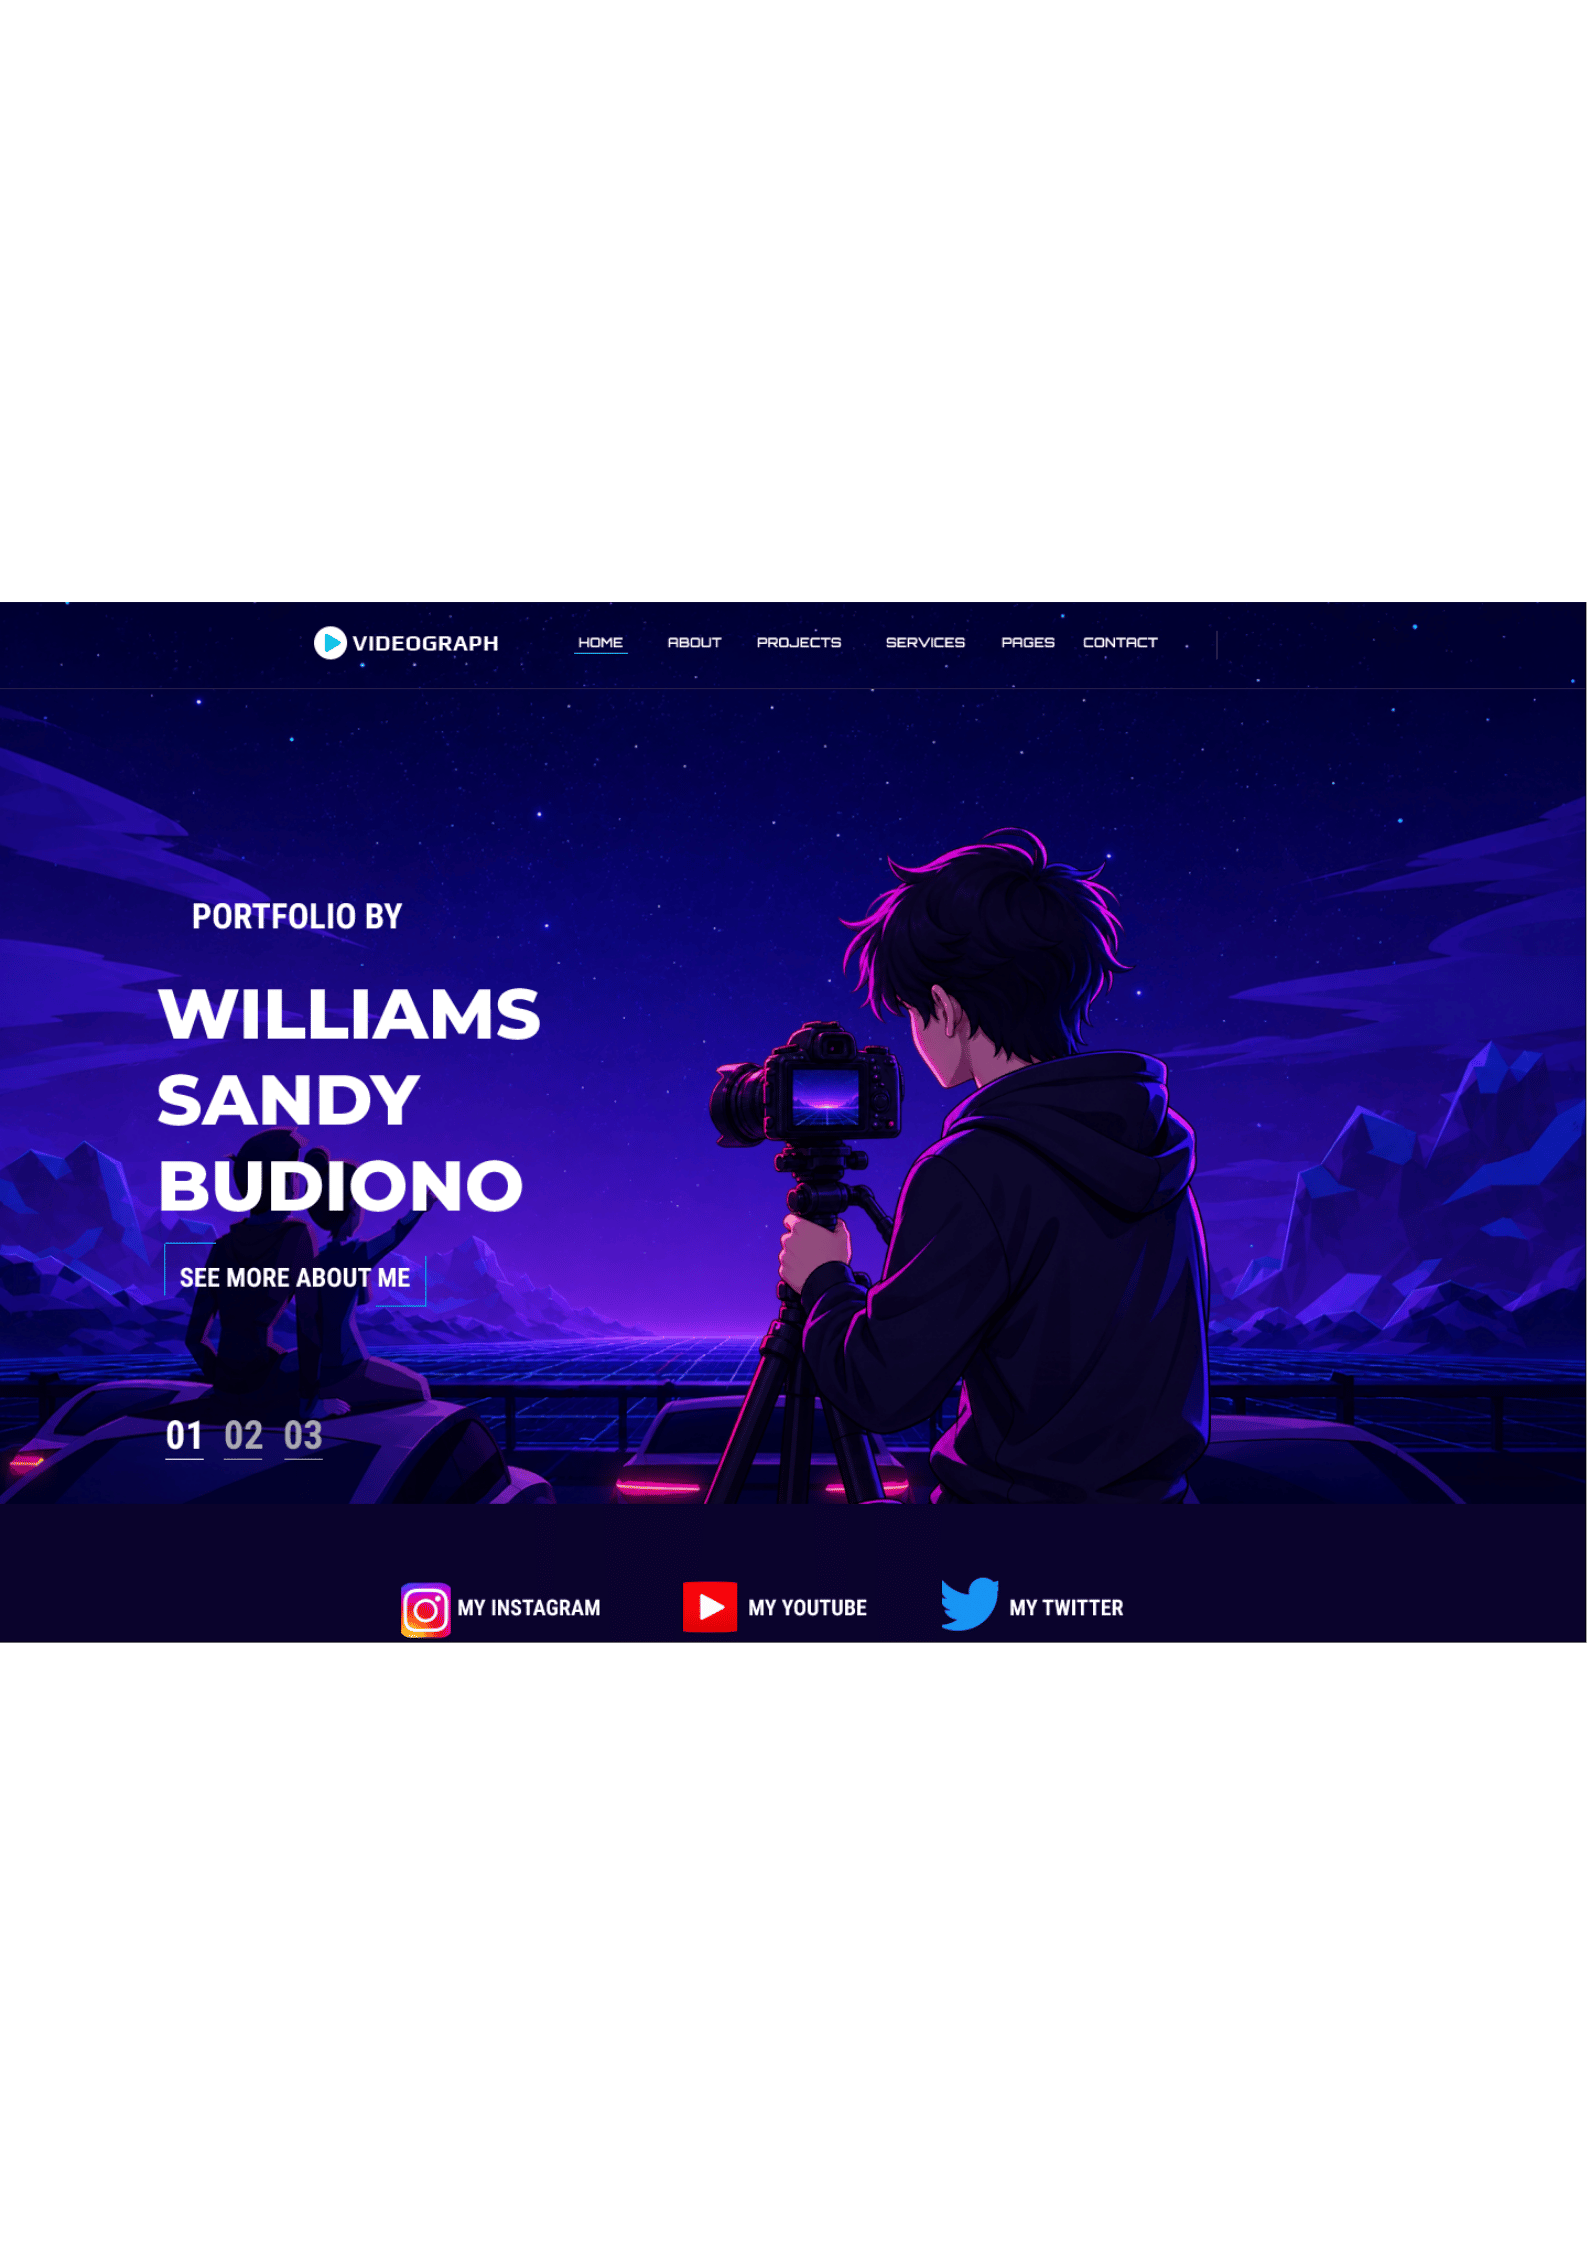 VIDEOGRAPH
HOME ABOUT PROJECTS SERVICES PAGES CONTACT
PORTFOLIO BY
WILLIAMS
SANDY
BUDIONO
SEE MORE ABOUT ME
01 02 03
MY INSTAGRAM MY YOUTUBE MY TWITTER